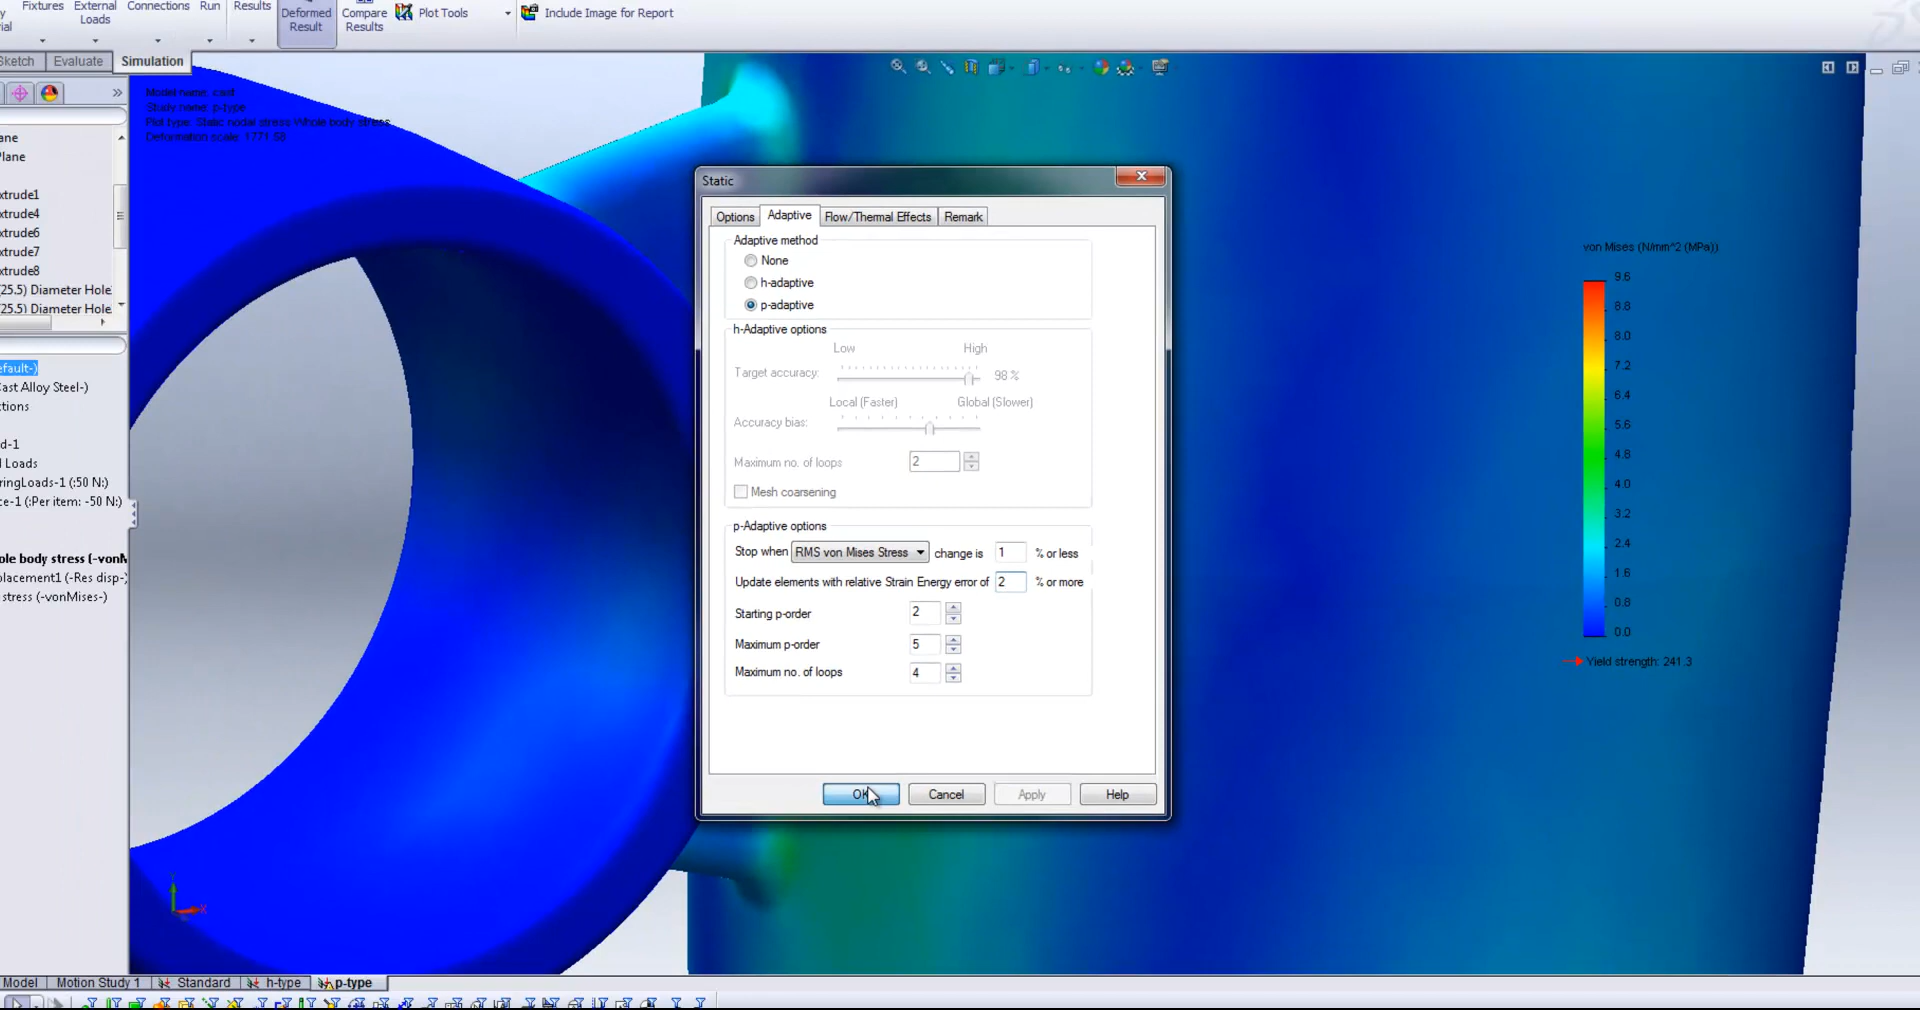 Fixtures
External Loads
Connections
Run
Results
Deformed Result
Compare Results
Plot Tools
Include Image for Report
ial
Sketch
Evaluate
Simulation
Model name: cast
Study name: p-type
Plot type: Static nodal stress Whole body stress
Deformation scale: 1771.58
ane
Plane
xtrude1
xtrude4
xtrude6
xtrude7
xtrude8
(25.5) Diameter Hole
(25.5) Diameter Hole
efault-)
Cast Alloy Steel-)
ctions
d-1
l Loads
ringLoads-1 (:50 N:)
ce-1 (:Per item: -50 N:)
ole body stress (-vonM
placement1 (-Res disp-)
stress (-vonMises-)
Static
Options
Adaptive
Flow/Thermal Effects
Remark
Adaptive method
None
h-adaptive
p-adaptive
h-Adaptive options
Low High
Target accuracy: 98 %
Local (Faster) Global (Slower)
Accuracy bias:
Maximum no. of loops 2
Mesh coarsening
p-Adaptive options
Stop when RMS von Mises Stress change is 1 % or less
Update elements with relative Strain Energy error of 2 % or more
Starting p-order 2
Maximum p-order 5
Maximum no. of loops 4
OK
Cancel
Apply
Help
von Mises (N/mm^2 (MPa))
9.6
8.8
8.0
7.2
6.4
5.6
4.8
4.0
3.2
2.4
1.6
0.8
0.0
Yield strength: 241.3
Y
X
Model
Motion Study 1
Standard
h-type
p-type